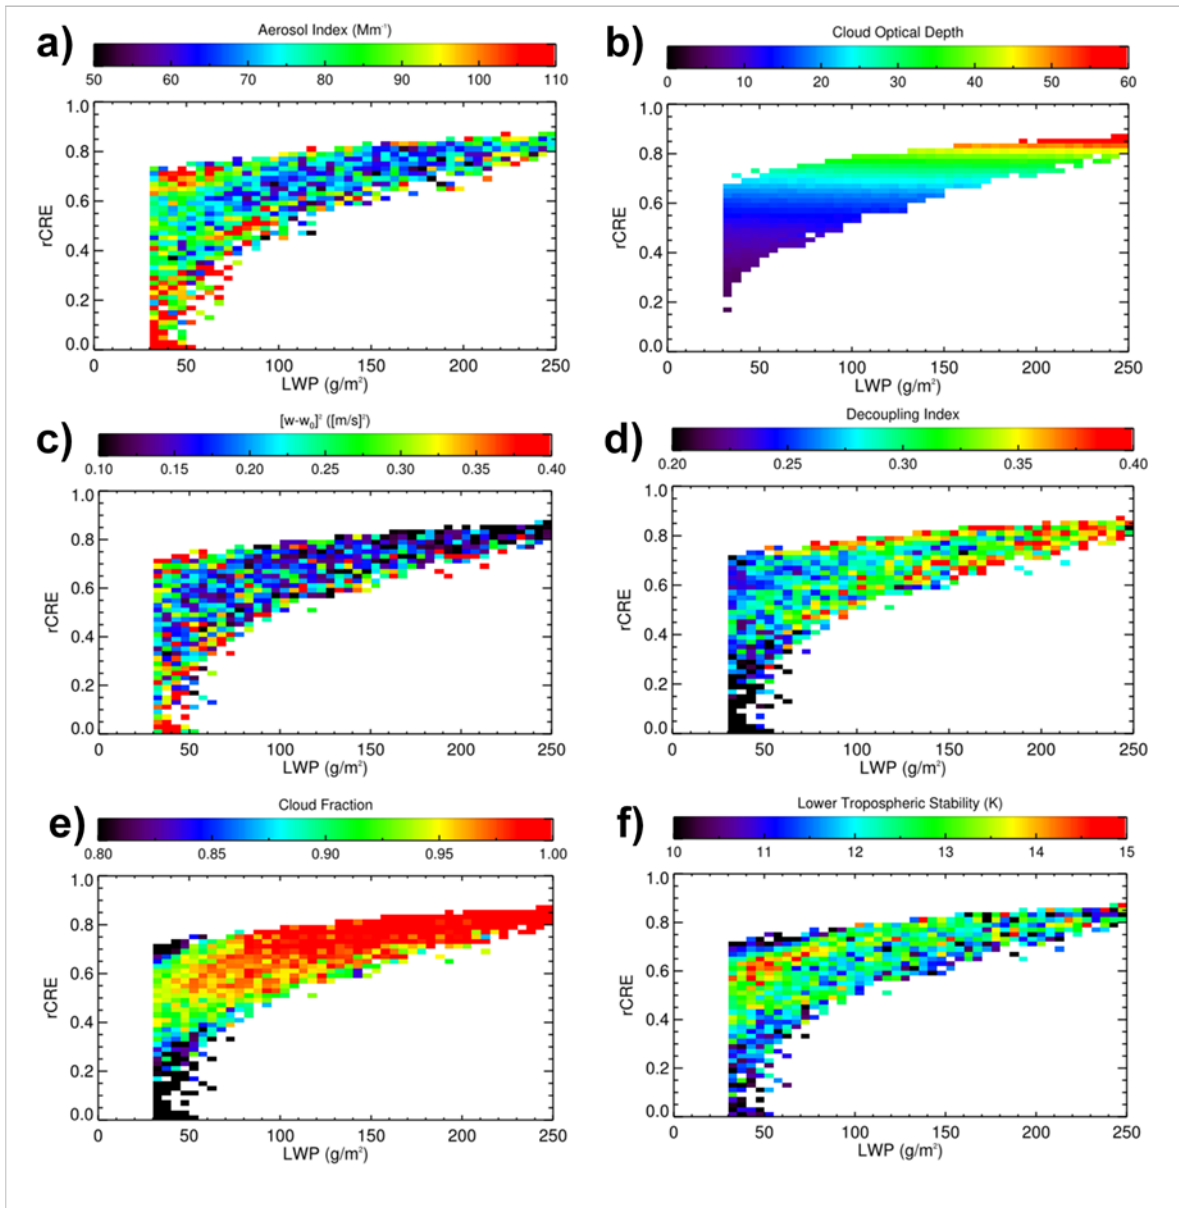 a)
Aerosol Index (Mm⁻¹)
50 60 70 80 90 100 110
1.0
0.8
0.6
0.4
0.2
0.0
rCRE
0 50 100 150 200 250
LWP (g/m²)
b)
Cloud Optical Depth
0 10 20 30 40 50 60
1.0
0.8
0.6
0.4
0.2
0.0
rCRE
0 50 100 150 200 250
LWP (g/m²)
c)
[w-w₀]² ([m/s]²)
0.10 0.15 0.20 0.25 0.30 0.35 0.40
1.0
0.8
0.6
0.4
0.2
0.0
rCRE
0 50 100 150 200 250
LWP (g/m²)
d)
Decoupling Index
0.20 0.25 0.30 0.35 0.40
1.0
0.8
0.6
0.4
0.2
0.0
rCRE
0 50 100 150 200 250
LWP (g/m²)
e)
Cloud Fraction
0.80 0.85 0.90 0.95 1.00
1.0
0.8
0.6
0.4
0.2
0.0
rCRE
0 50 100 150 200 250
LWP (g/m²)
f)
Lower Tropospheric Stability (K)
10 11 12 13 14 15
1.0
0.8
0.6
0.4
0.2
0.0
rCRE
0 50 100 150 200 250
LWP (g/m²)